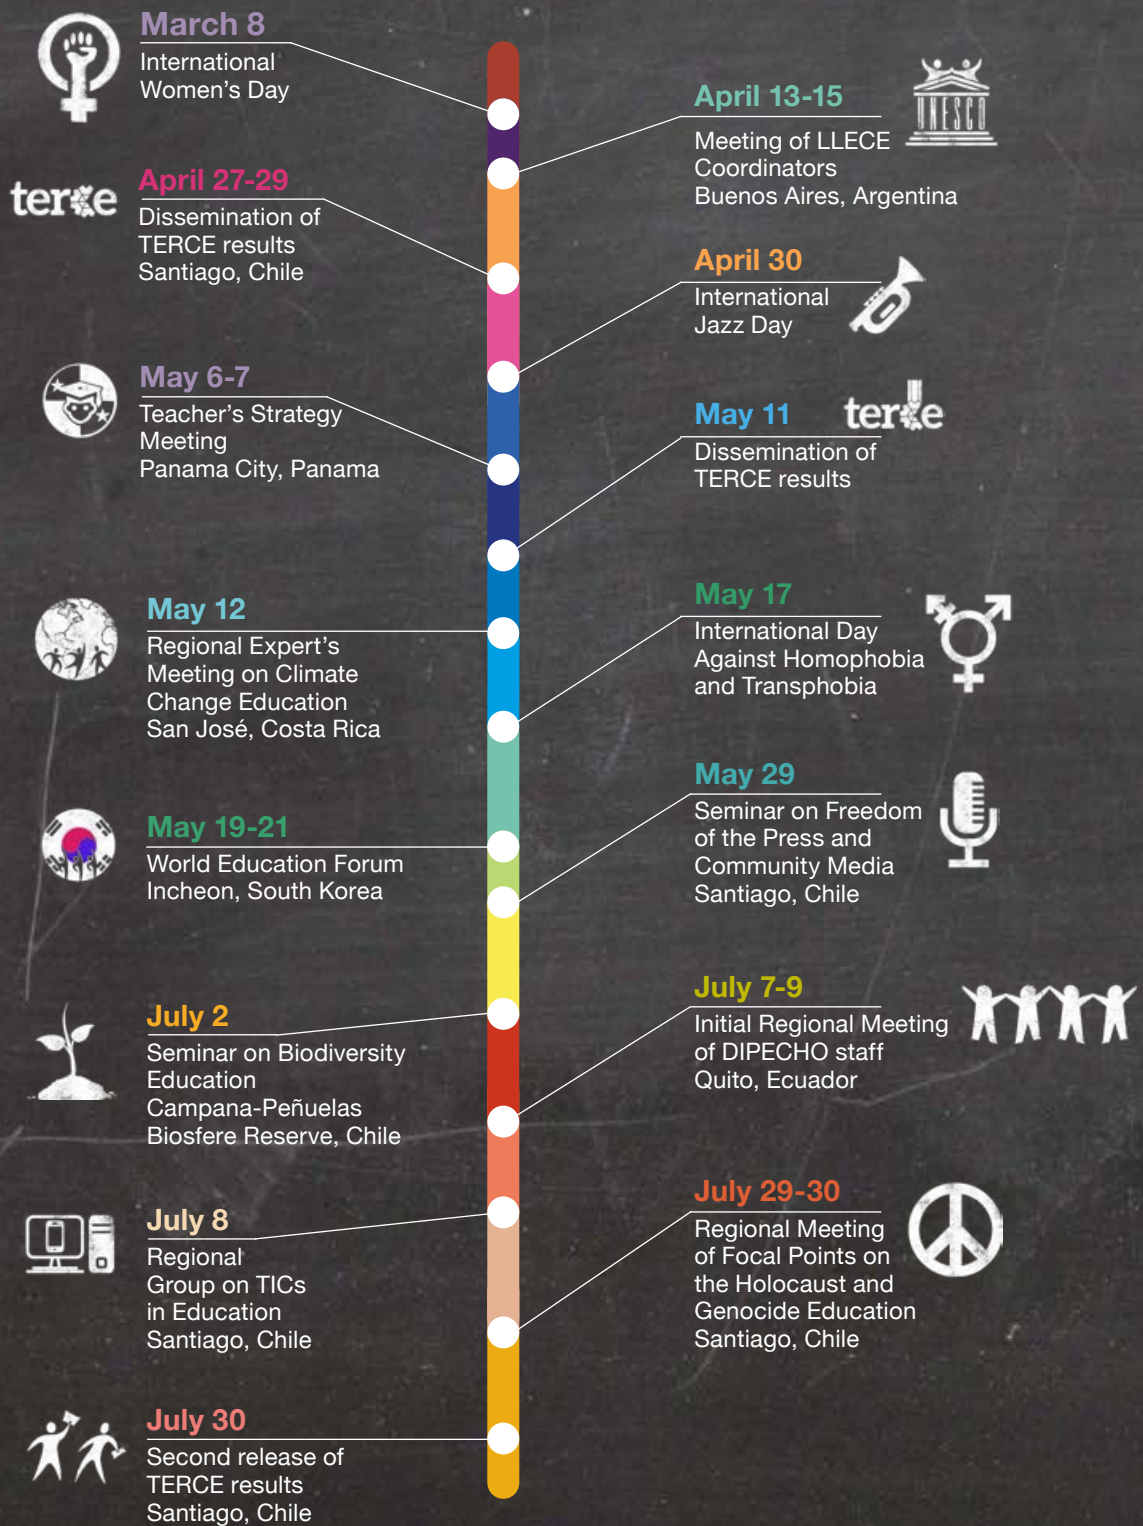 March 8
International
Women's Day
April 13-15
UNESCO
Meeting of LLECE
Coordinators
Buenos Aires, Argentina
terce
April 27-29
Dissemination of
TERCE results
Santiago, Chile
April 30
International
Jazz Day
May 6-7
Teacher's Strategy
Meeting
Panama City, Panama
May 11
terce
Dissemination of
TERCE results
May 12
Regional Expert's
Meeting on Climate
Change Education
San José, Costa Rica
May 17
International Day
Against Homophobia
and Transphobia
May 19-21
World Education Forum
Incheon, South Korea
May 29
Seminar on Freedom
of the Press and
Community Media
Santiago, Chile
July 2
Seminar on Biodiversity
Education
Campana-Peñuelas
Biosfere Reserve, Chile
July 7-9
Initial Regional Meeting
of DIPECHO staff
Quito, Ecuador
July 8
Regional
Group on TICs
in Education
Santiago, Chile
July 29-30
Regional Meeting
of Focal Points on
the Holocaust and
Genocide Education
Santiago, Chile
July 30
Second release of
TERCE results
Santiago, Chile